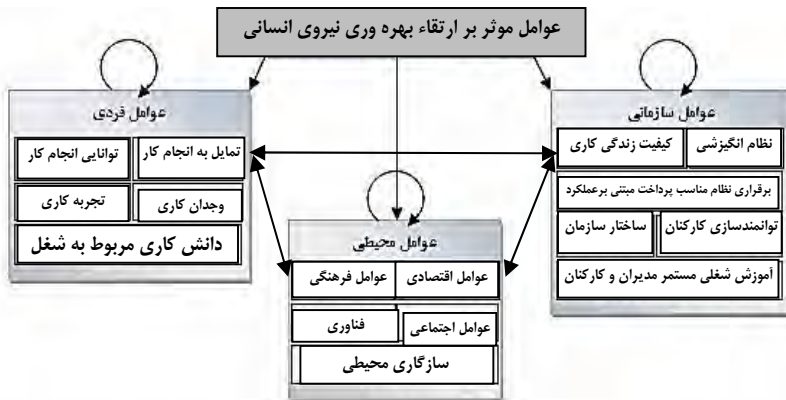 عوامل موثر بر ارتقاء بهره وری نیروی انسانی
عوامل سازمانی
نظام انگیزشی
کیفیت زندگی کاری
برقراری نظام مناسب پرداخت مبتنی برعملکرد
توانمندسازی کارکنان
ساختار سازمان
آموزش شغلی مستمر مدیران و کارکنان
عوامل فردی
تمایل به انجام کار
توانایی انجام کار
وجدان کاری
تجربه کاری
دانش کاری مربوط به شغل
عوامل محیطی
عوامل اقتصادی
عوامل فرهنگی
عوامل اجتماعی
فناوری
سازگاری محیطی